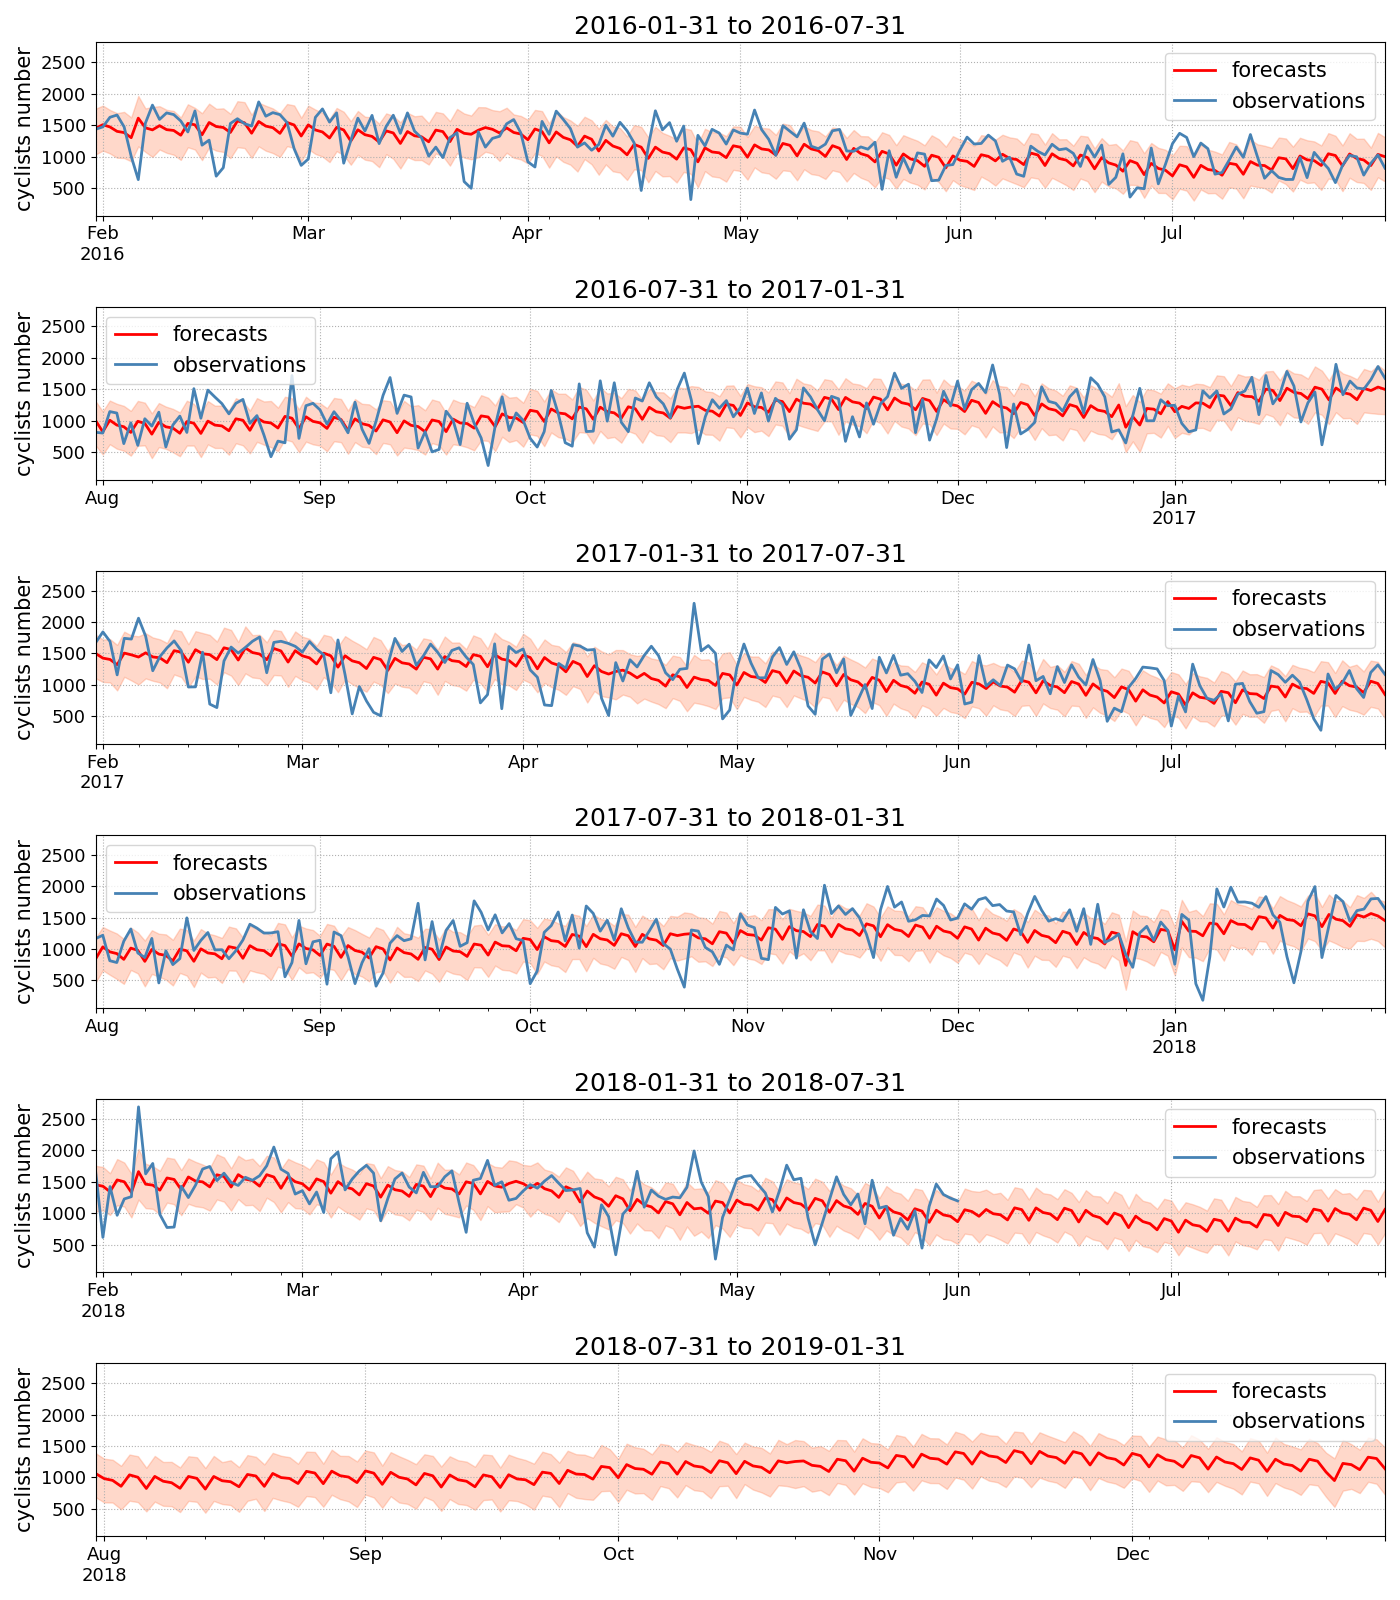 2016-01-31 to 2016-07-31
cyclists number
2500
2000
1500
1000
500
forecasts
observations
Feb Mar Apr May Jun Jul
2016
2016-07-31 to 2017-01-31
cyclists number
2500
2000
1500
1000
500
forecasts
observations
Aug Sep Oct Nov Dec Jan
2017
2017-01-31 to 2017-07-31
cyclists number
2500
2000
1500
1000
500
forecasts
observations
Feb Mar Apr May Jun Jul
2017
2017-07-31 to 2018-01-31
cyclists number
2500
2000
1500
1000
500
forecasts
observations
Aug Sep Oct Nov Dec Jan
2018
2018-01-31 to 2018-07-31
cyclists number
2500
2000
1500
1000
500
forecasts
observations
Feb Mar Apr May Jun Jul
2018
2018-07-31 to 2019-01-31
cyclists number
2500
2000
1500
1000
500
forecasts
observations
Aug Sep Oct Nov Dec
2018